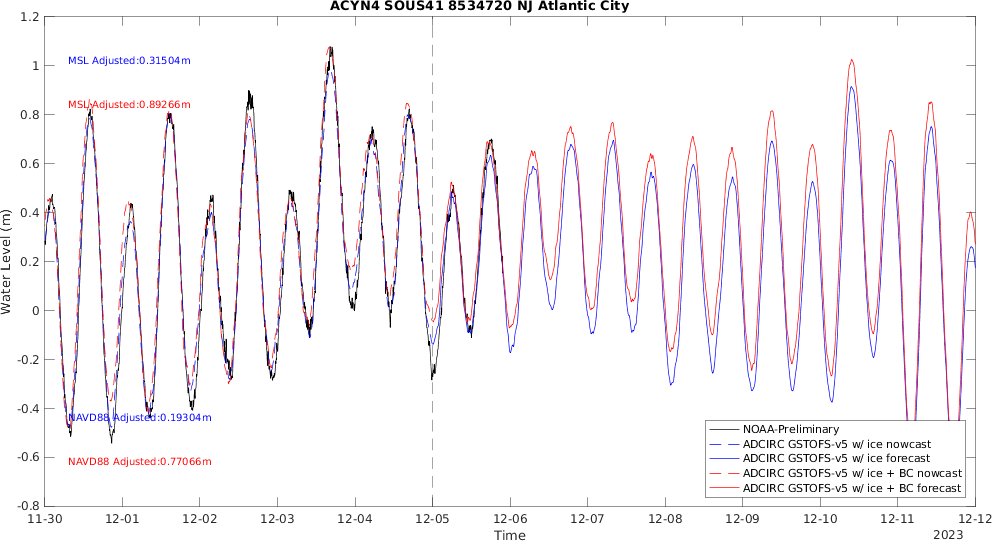 ACYN4 SOUS41 8534720 NJ Atlantic City
1.2
1
0.8
0.6
0.4
0.2
0
-0.2
-0.4
-0.6
-0.8
Water Level (m)
MSL Adjusted:0.31504m
MSL Adjusted:0.89266m
NAVD88 Adjusted:0.19304m
NAVD88 Adjusted:0.77066m
NOAA-Preliminary
ADCIRC GSTOFS-v5 w/ ice nowcast
ADCIRC GSTOFS-v5 w/ ice forecast
ADCIRC GSTOFS-v5 w/ ice + BC nowcast
ADCIRC GSTOFS-v5 w/ ice + BC forecast
11-30 12-01 12-02 12-03 12-04 12-05 12-06 12-07 12-08 12-09 12-10 12-11 12-12
Time
2023